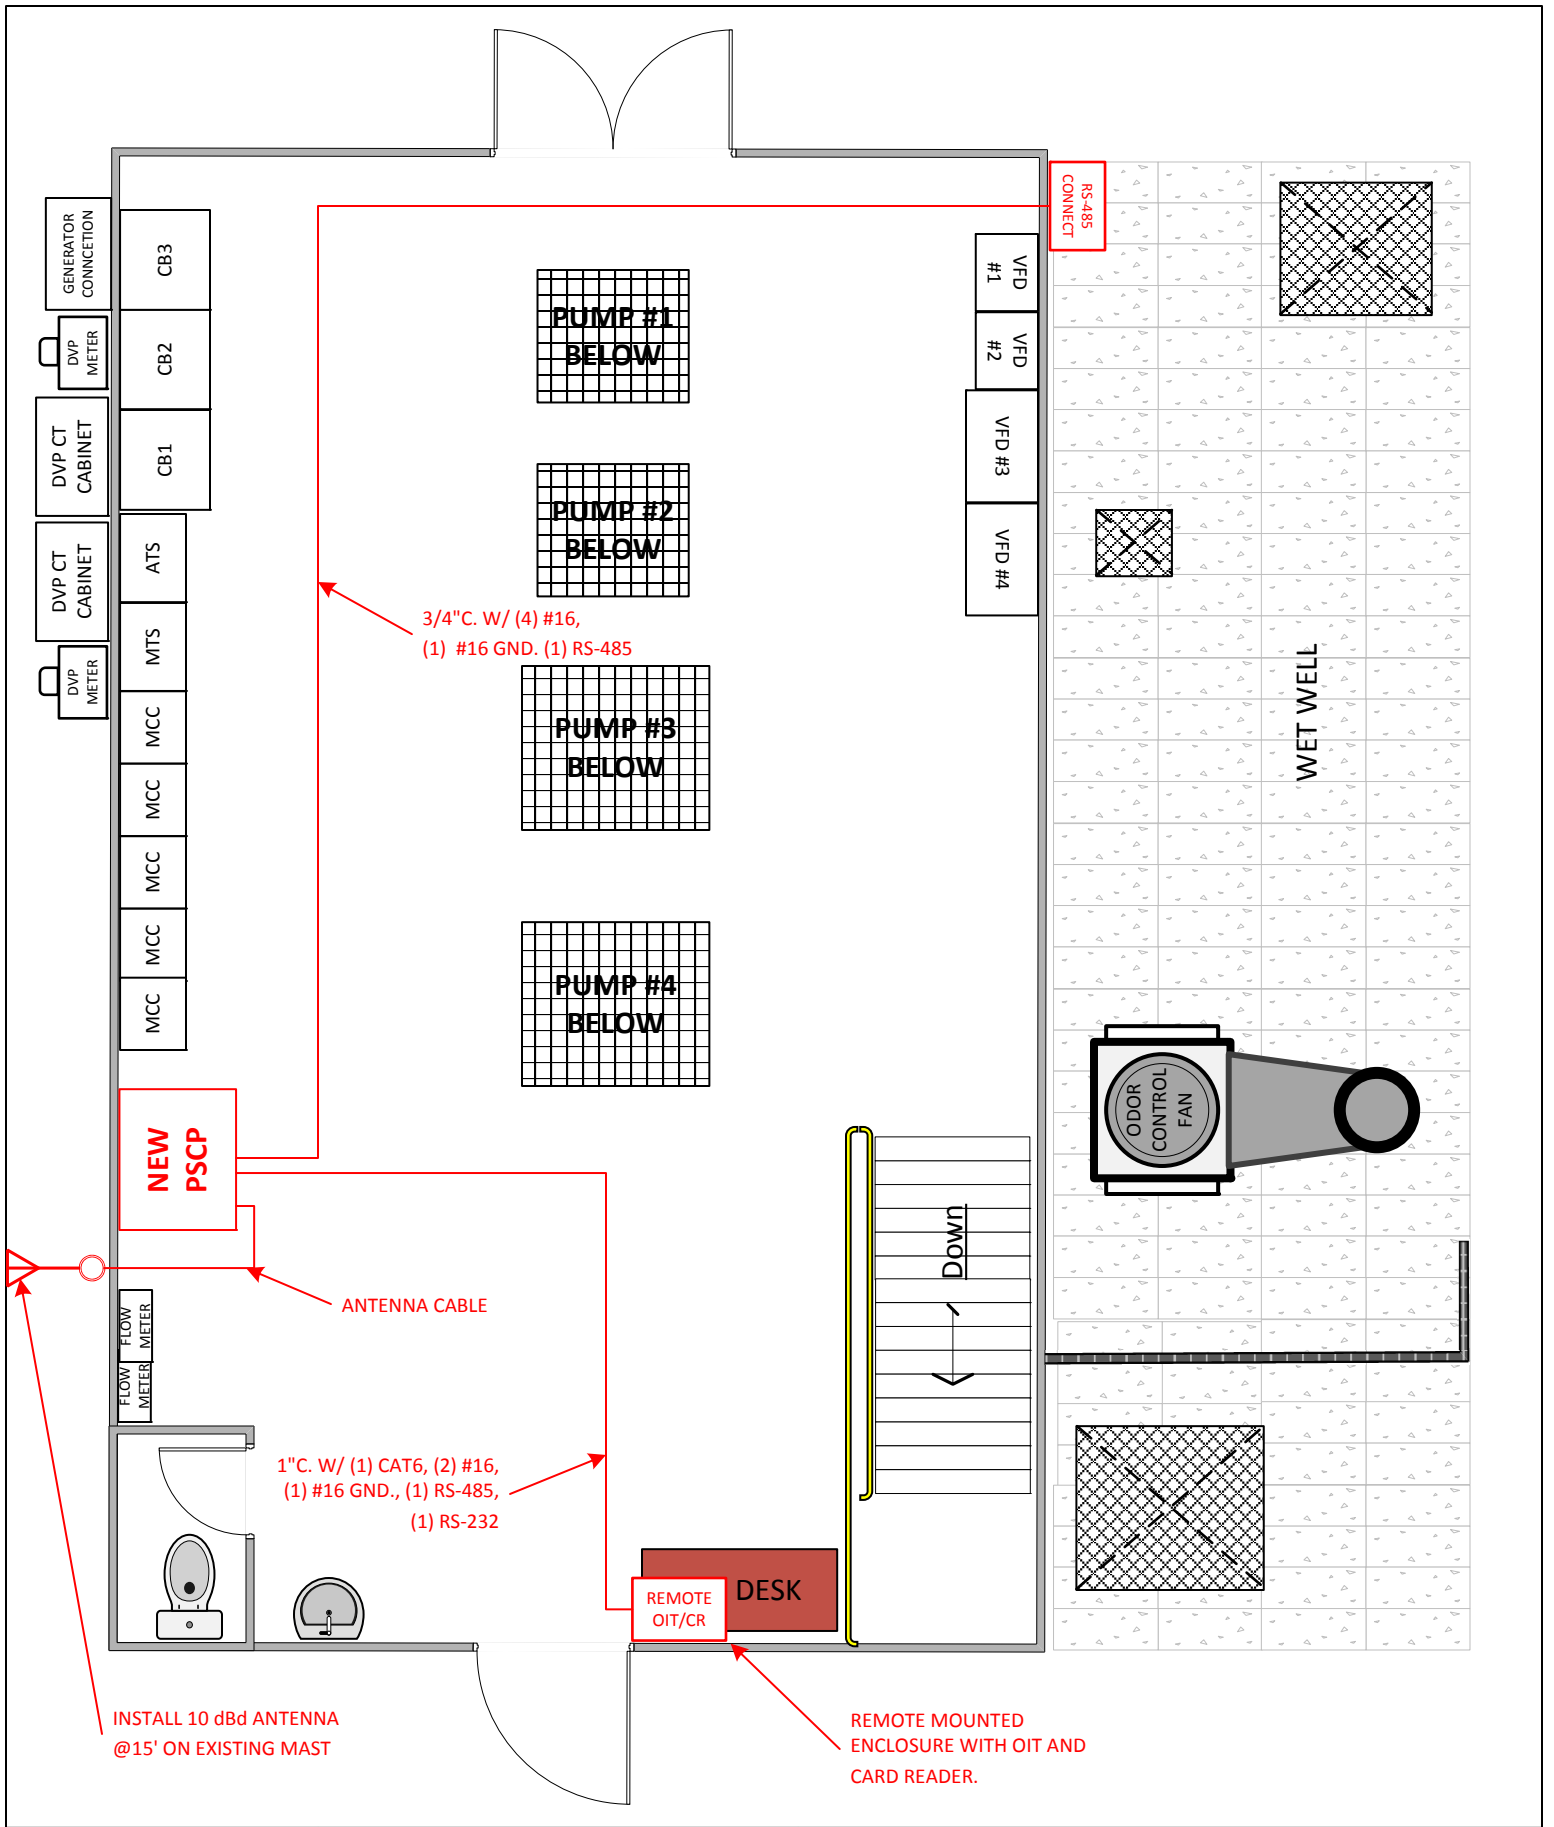 GENERATOR
CONNCETION
DVP
METER
DVP CT
CABINET
DVP CT
CABINET
DVP
METER
CB3
CB2
CB1
ATS
MTS
MCC
MCC
MCC
MCC
MCC
NEW
PSCP
FLOW
METER
FLOW
METER
PUMP #1
BELOW
PUMP #2
BELOW
3/4"C. W/ (4) #16,
(1) #16 GND. (1) RS-485
PUMP #3
BELOW
PUMP #4
BELOW
VFD
#1
VFD
#2
VFD #3
VFD #4
RS-485
CONNECT
WET WELL
ODOR
CONTROL
FAN
Down
ANTENNA CABLE
1"C. W/ (1) CAT6, (2) #16,
(1) #16 GND., (1) RS-485,
(1) RS-232
REMOTE
OIT/CR
DESK
INSTALL 10 dBd ANTENNA
@15' ON EXISTING MAST
REMOTE MOUNTED
ENCLOSURE WITH OIT AND
CARD READER.